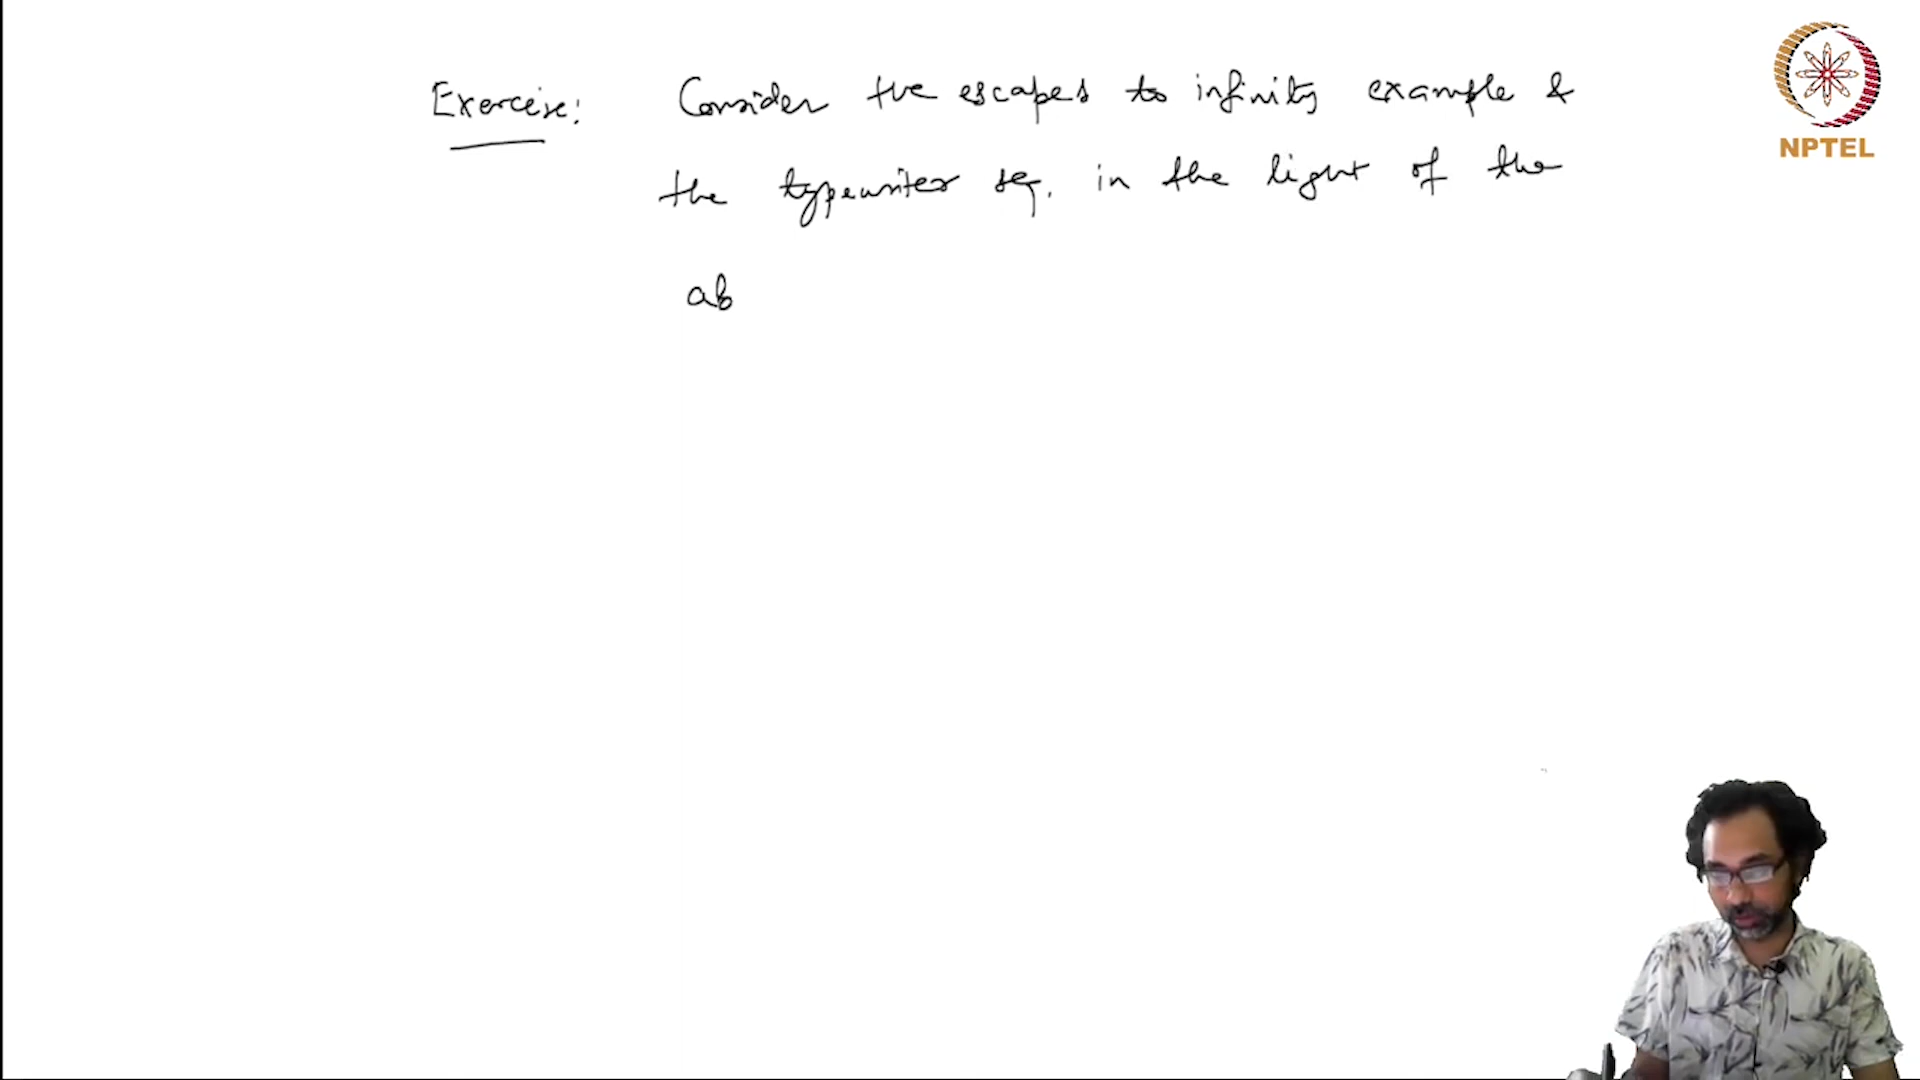 Exercise: Consider the escapes to infinity example &
the typewriter seq. in the light of the
ab
NPTEL